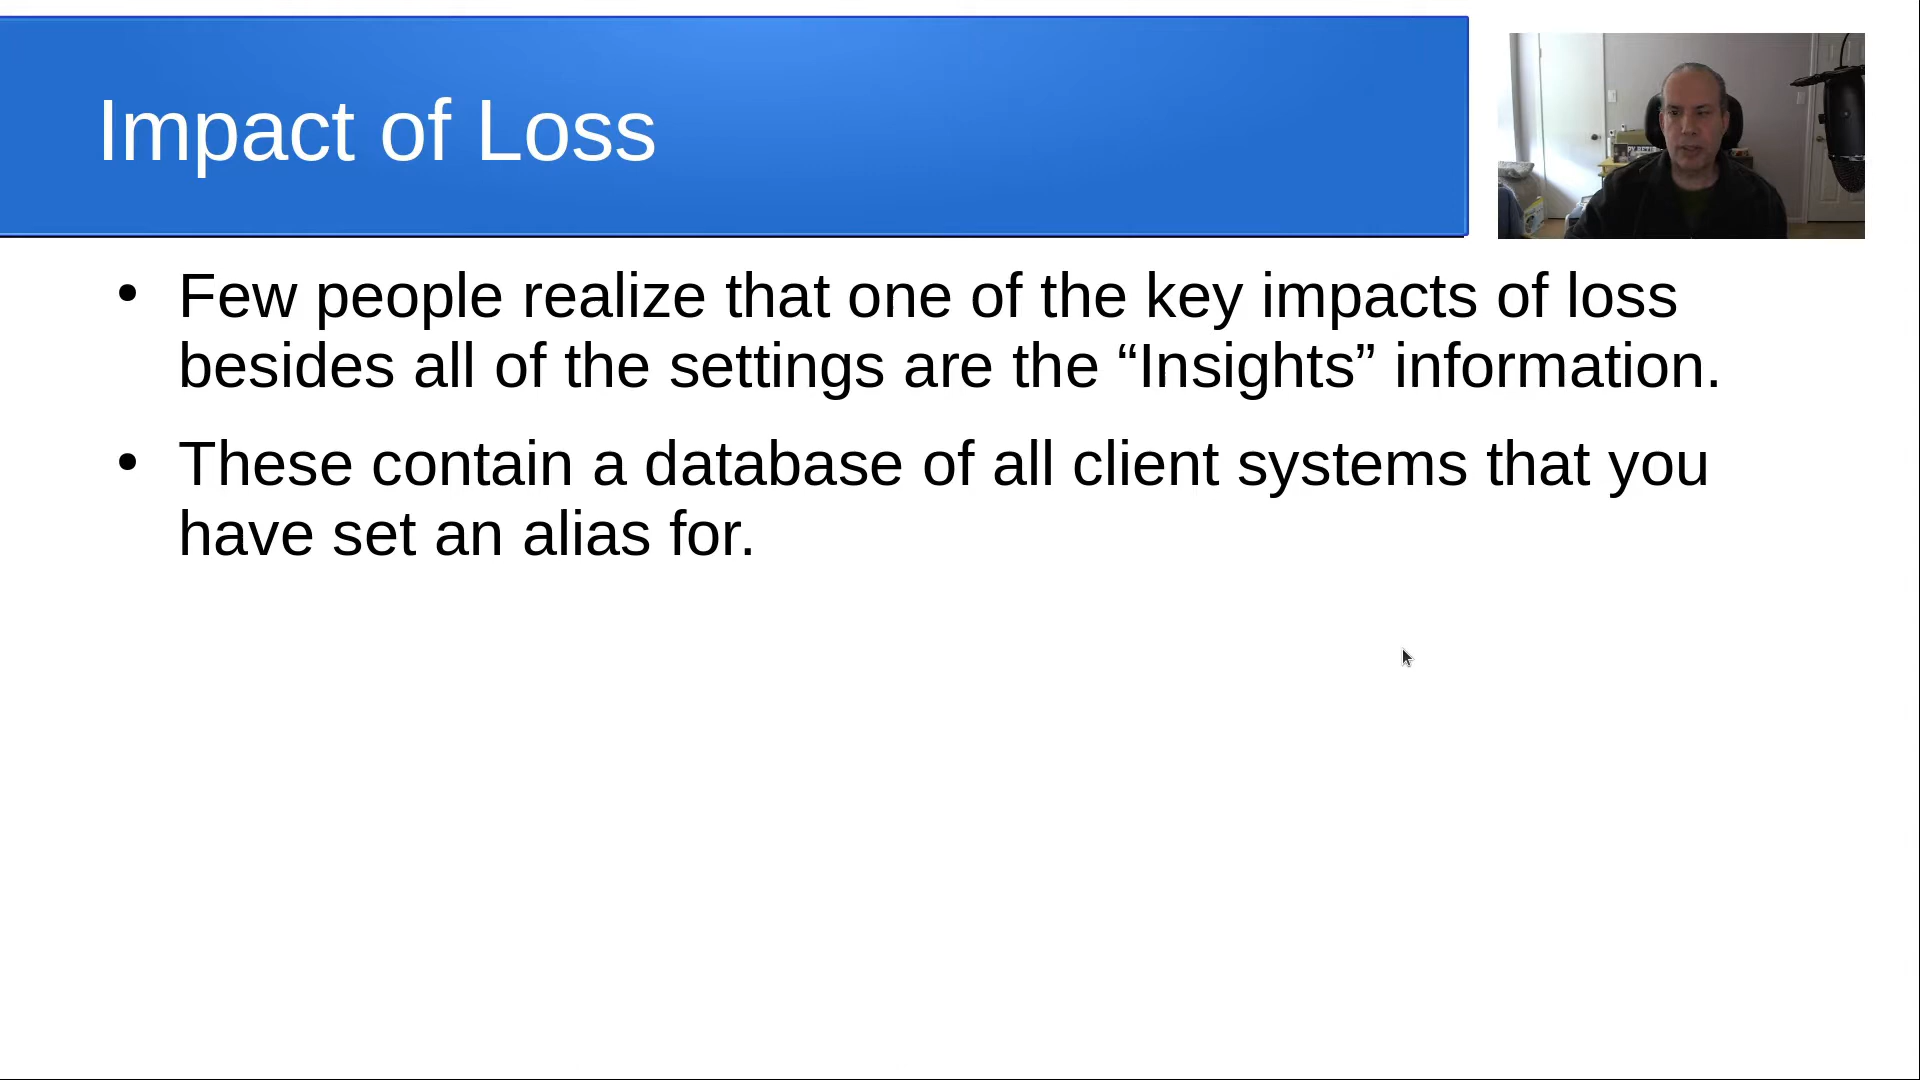 Impact of Loss
• Few people realize that one of the key impacts of loss
besides all of the settings are the “Insights” information.
• These contain a database of all client systems that you
have set an alias for.